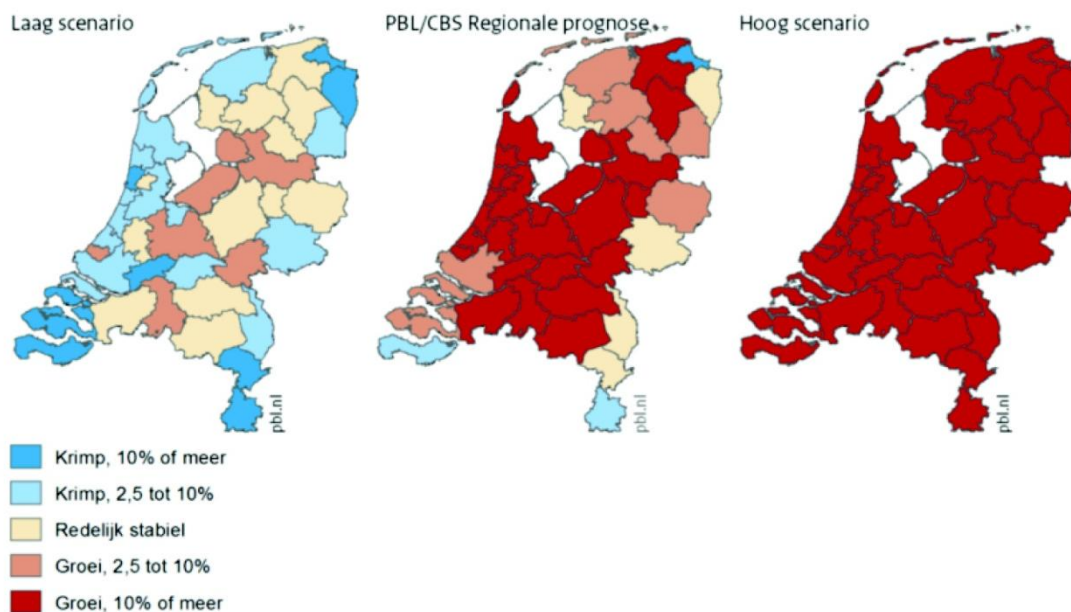 Laag scenario
PBL/CBS Regionale prognose
Hoog scenario
pbl.nl
pbl.nl
pbl.nl
Krimp, 10% of meer
Krimp, 2,5 tot 10%
Redelijk stabiel
Groei, 2,5 tot 10%
Groei, 10% of meer